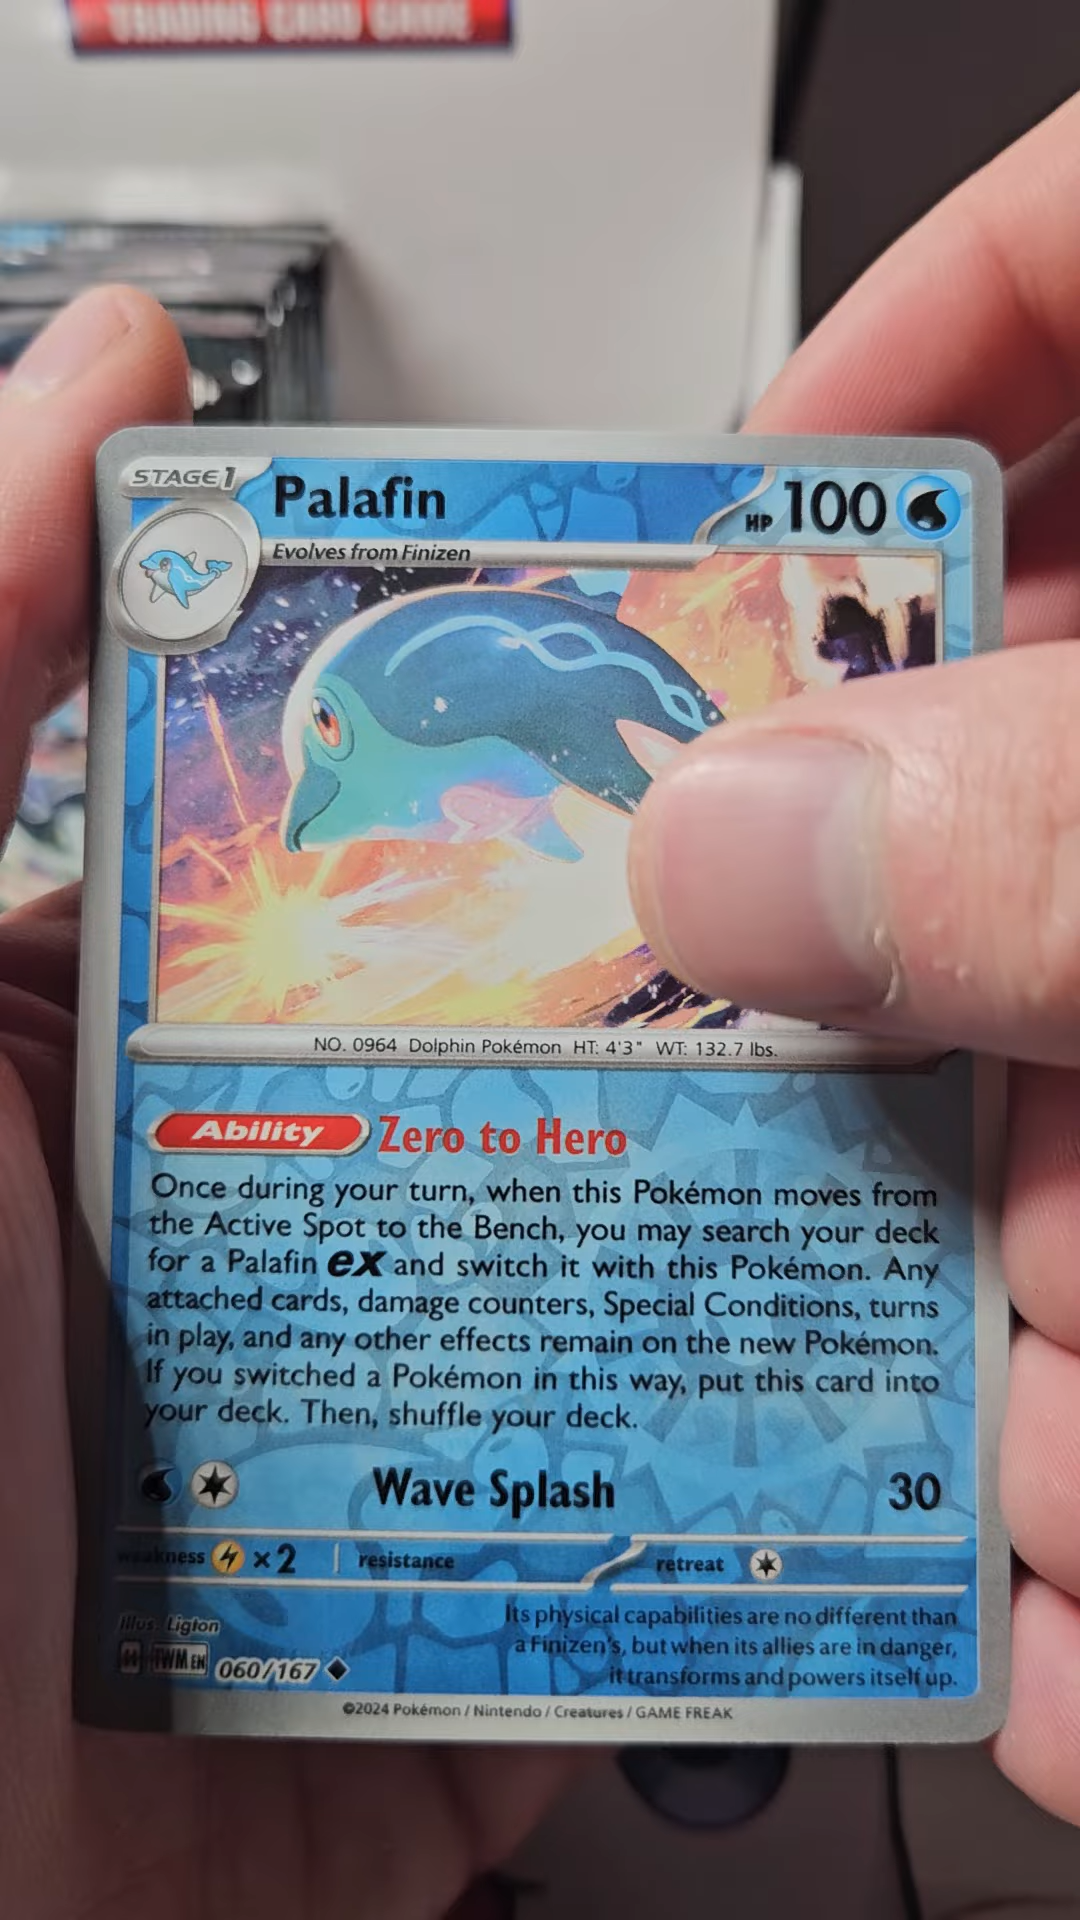 TRADING CARD GAME
STAGE 1
Palafin
HP 100
Evolves from Finizen
NO. 0964 Dolphin Pokémon HT: 4'3" WT: 132.7 lbs.
Ability Zero to Hero
Once during your turn, when this Pokémon moves from
the Active Spot to the Bench, you may search your deck
for a Palafin ex and switch it with this Pokémon. Any
attached cards, damage counters, Special Conditions, turns
in play, and any other effects remain on the new Pokémon.
If you switched a Pokémon in this way, put this card into
your deck. Then, shuffle your deck.
Wave Splash 30
weakness ×2 resistance retreat
Its physical capabilities are no different than
a Finizen's, but when its allies are in danger,
it transforms and powers itself up.
Illus. Ligton
TWM EN 060/167
©2024 Pokémon / Nintendo / Creatures / GAME FREAK